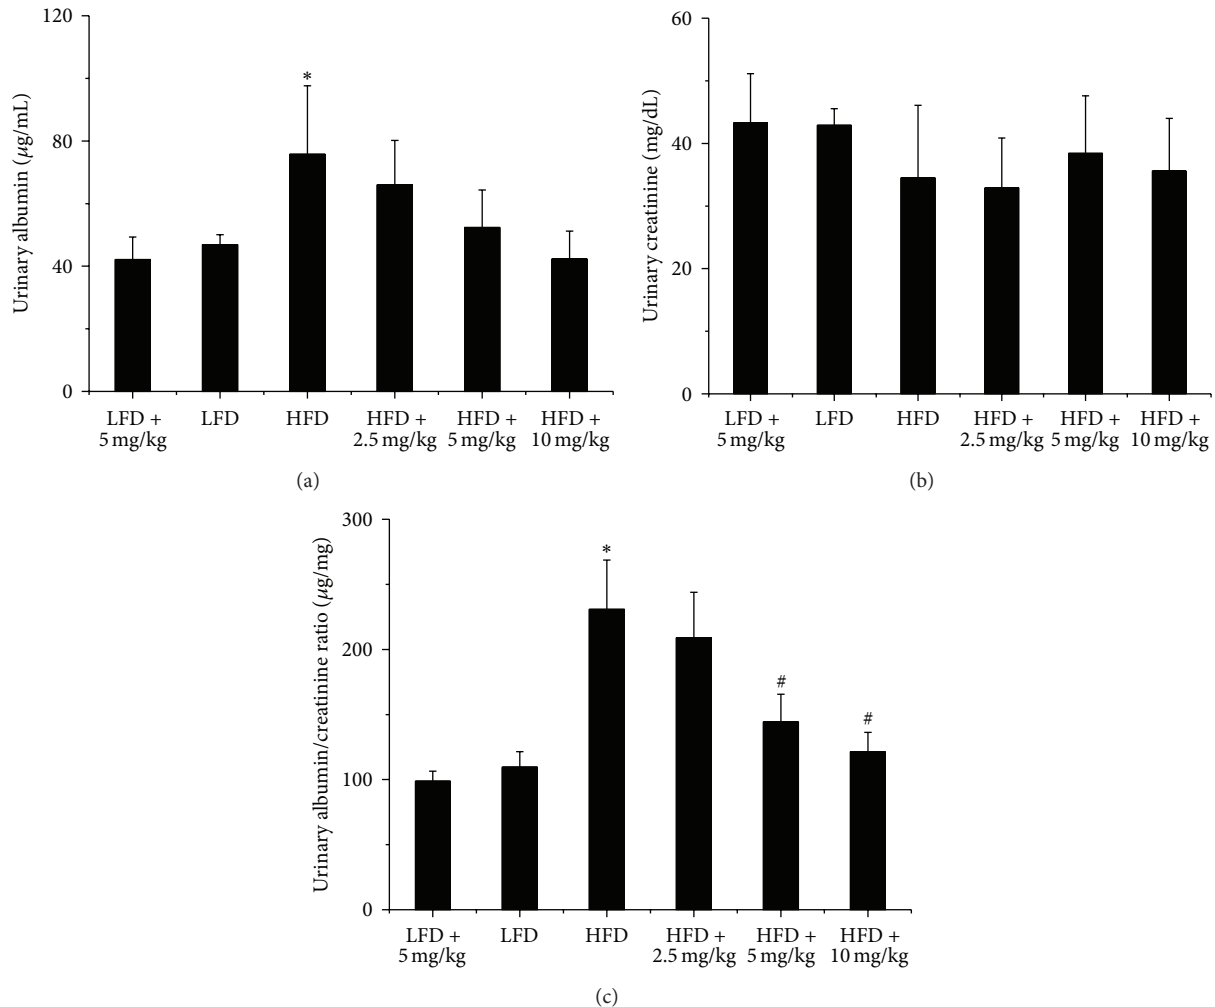 120
80
40
0
Urinary albumin (μg/mL)
*
LFD +
5 mg/kg
LFD
HFD
HFD +
2.5 mg/kg
HFD +
5 mg/kg
HFD +
10 mg/kg
(a)
60
40
20
0
Urinary creatinine (mg/dL)
LFD +
5 mg/kg
LFD
HFD
HFD +
2.5 mg/kg
HFD +
5 mg/kg
HFD +
10 mg/kg
(b)
300
200
100
0
Urinary albumin/creatinine ratio (μg/mg)
*
#
#
LFD +
5 mg/kg
LFD
HFD
HFD +
2.5 mg/kg
HFD +
5 mg/kg
HFD +
10 mg/kg
(c)